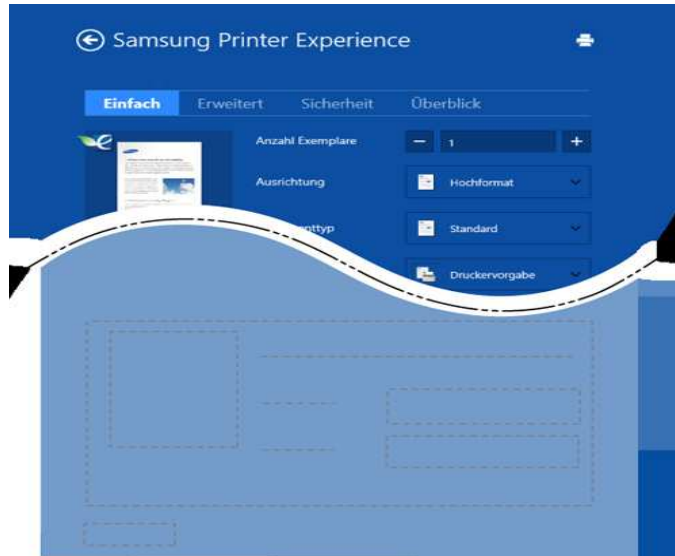 Samsung Printer Experience
Einfach Erweitert Sicherheit Überblick
Anzahl Exemplare 1
Ausrichtung Hochformat
Standard
Druckervorgabe